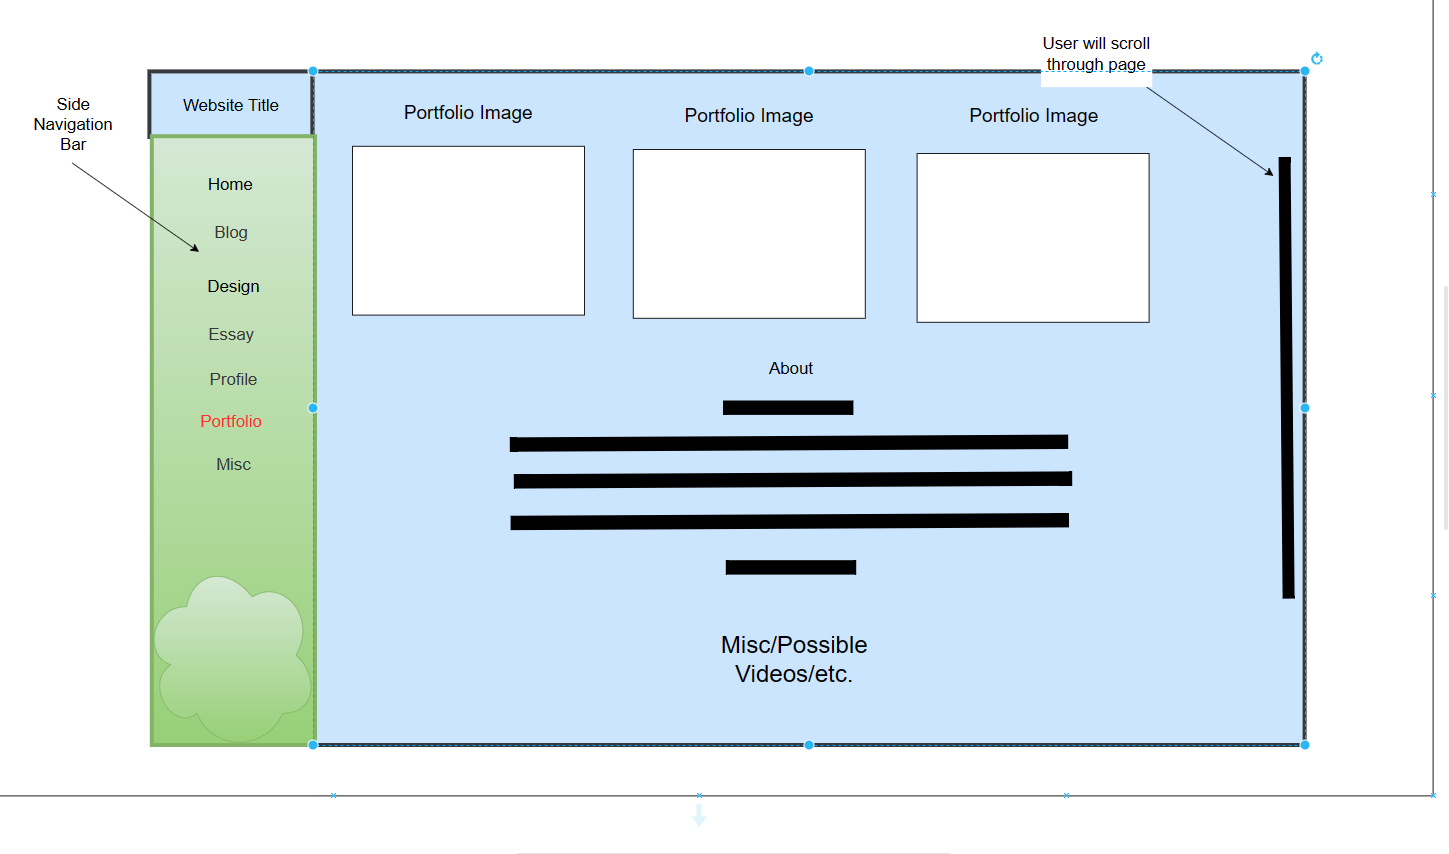 User will scroll
through page
Side
Navigation
Bar
Website Title
Portfolio Image
Portfolio Image
Portfolio Image
Home
Blog
Design
Essay
Profile
Portfolio
Misc
About
Misc/Possible
Videos/etc.